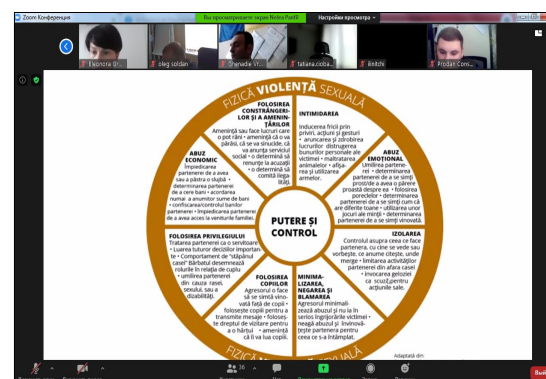 Zoom Конференция
Вы просматриваете экран Nelea Panfil
Настройки просмотра
Eleonora Gr...
oleg soldan
Ghenadie Vr...
tatiana.cioba...
ilinitchi
Prodan Cons...
FIZICĂ VIOLENȚĂ SEXUALĂ
FOLOSIREA
CONSTRÂNGERI-
LOR ȘI A AMENIN-
ȚĂRILOR
Amenință sau face lucruri care
o pot răni • amenință că o va
părăsi, că se va sinucide, că
va anunța serviciul
social • o determină să
renunțe la acuzații
• o determină să
comită ilega-
lități.
INTIMIDAREA
Inducerea fricii prin
priviri, acțiuni și gesturi
• aruncarea și zdrobirea
lucrurilor distrugerea
bunurilor personale ale
victimei • maltratarea
animalelor • afișa-
rea și utilizarea
armelor.
ABUZ
ECONOMIC
Împiedicarea
partenerei de a avea
sau a păstra o slujbă •
determinarea partenerei
de a cere bani • acordarea
numai a anumitor sume de bani
• confiscarea/controlul banilor
partenerei • împiedicarea partenerei
de a avea acces la veniturile familiei.
ABUZ
EMOȚIONAL
Umilirea partene-
rei • determinarea
partenerei de a se simți
prost/de a avea o părere
proastă despre ea • folosirea
poreclelor • determinarea
partenerei de a se simți cum că
are diferite toane • utilizarea unor
jocuri ale minții • determinarea
partenerei de a se simți vinovată.
PUTERE ȘI
CONTROL
FOLOSIREA PRIVILEGIULUI
Tratarea partenerei ca o servitoare
• Luarea tuturor deciziilor importan-
te • Comportament de "stăpânul
casei" Bărbatul desemnează
rolurile în relația de cuplu
• umilirea partenerei
din cauza rasei,
sexului, sau a
dizabilității.
IZOLAREA
Controlul asupra ceea ce face
partenera, cu cine se vede sau
vorbește, ce anume citește, unde
merge • limitarea activităților
partenerei din afara casei
• invocarea geloziei
ca scuză pentru
acțiunile sale.
FOLOSIREA
COPIILOR
Agresorul o face
să se simtă vino-
vată față de copii •
folosește copiii pentru a
transmite mesaje • foloseș-
te dreptul de vizitare pentru
a o hărțui • amenință
că îi va lua copiii.
MINIMA-
LIZAREA,
NEGAREA ȘI
BLAMAREA
Agresorul minimali-
zează abuzul și nu ia în
serios îngrijorările victimei •
neagă abuzul și învinovă-
țește partenera pentru
ceea ce s-a întâmplat.
SEXUALĂ
Adaptată din
36